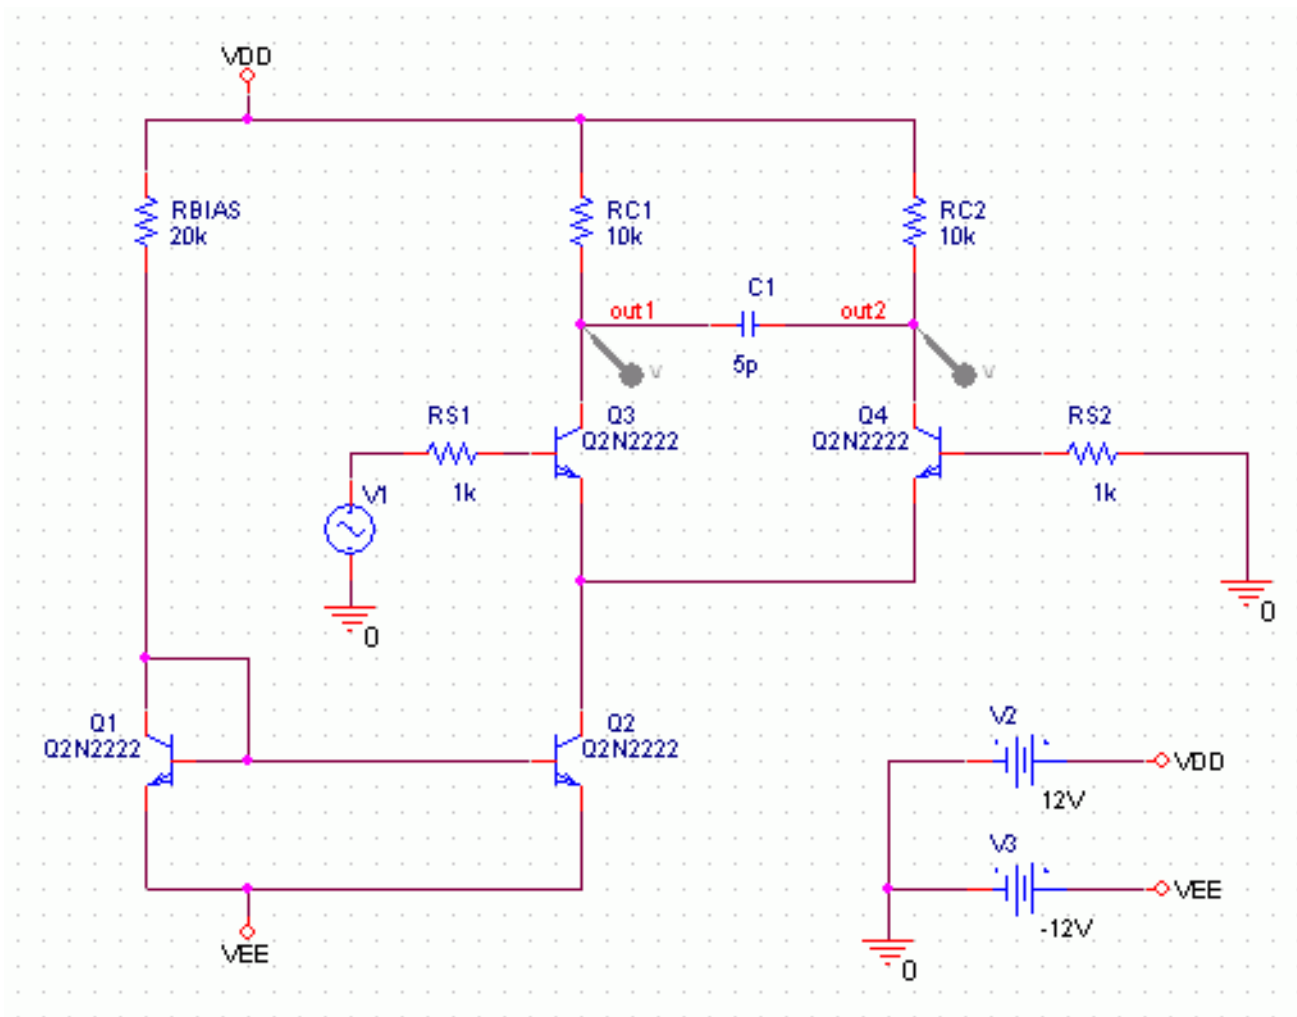 VDD
RBIAS
20k
RC1
10k
RC2
10k
C1
out1
out2
5p
V
V
RS1
1k
Q3
Q2N2222
Q4
Q2N2222
RS2
1k
V1
0
0
Q1
Q2N2222
Q2
Q2N2222
V2
VDD
12V
V3
VEE
-12V
VEE
0